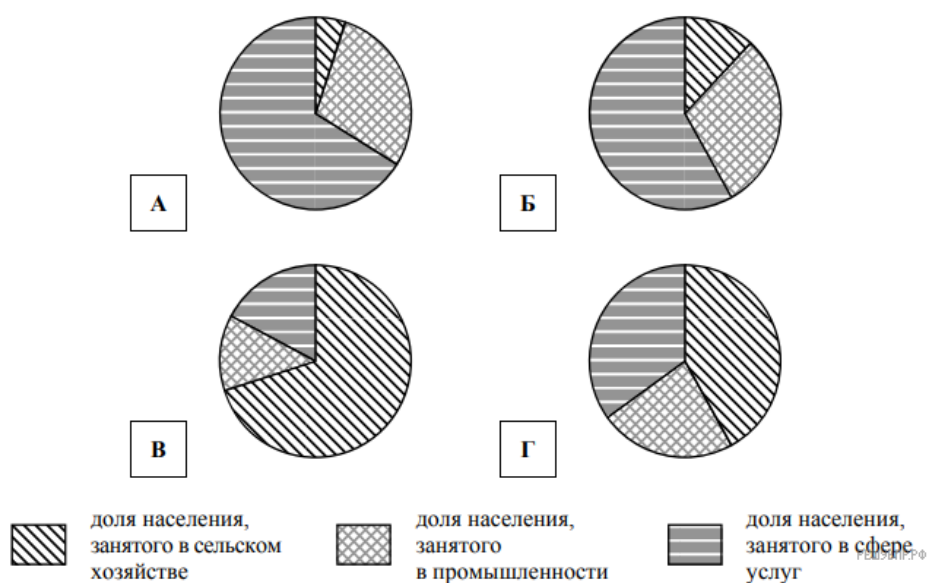 А
Б
В
Г
доля населения,
занятого в сельском
хозяйстве
доля населения,
занятого
в промышленности
доля населения,
занятого в сфере
услуг